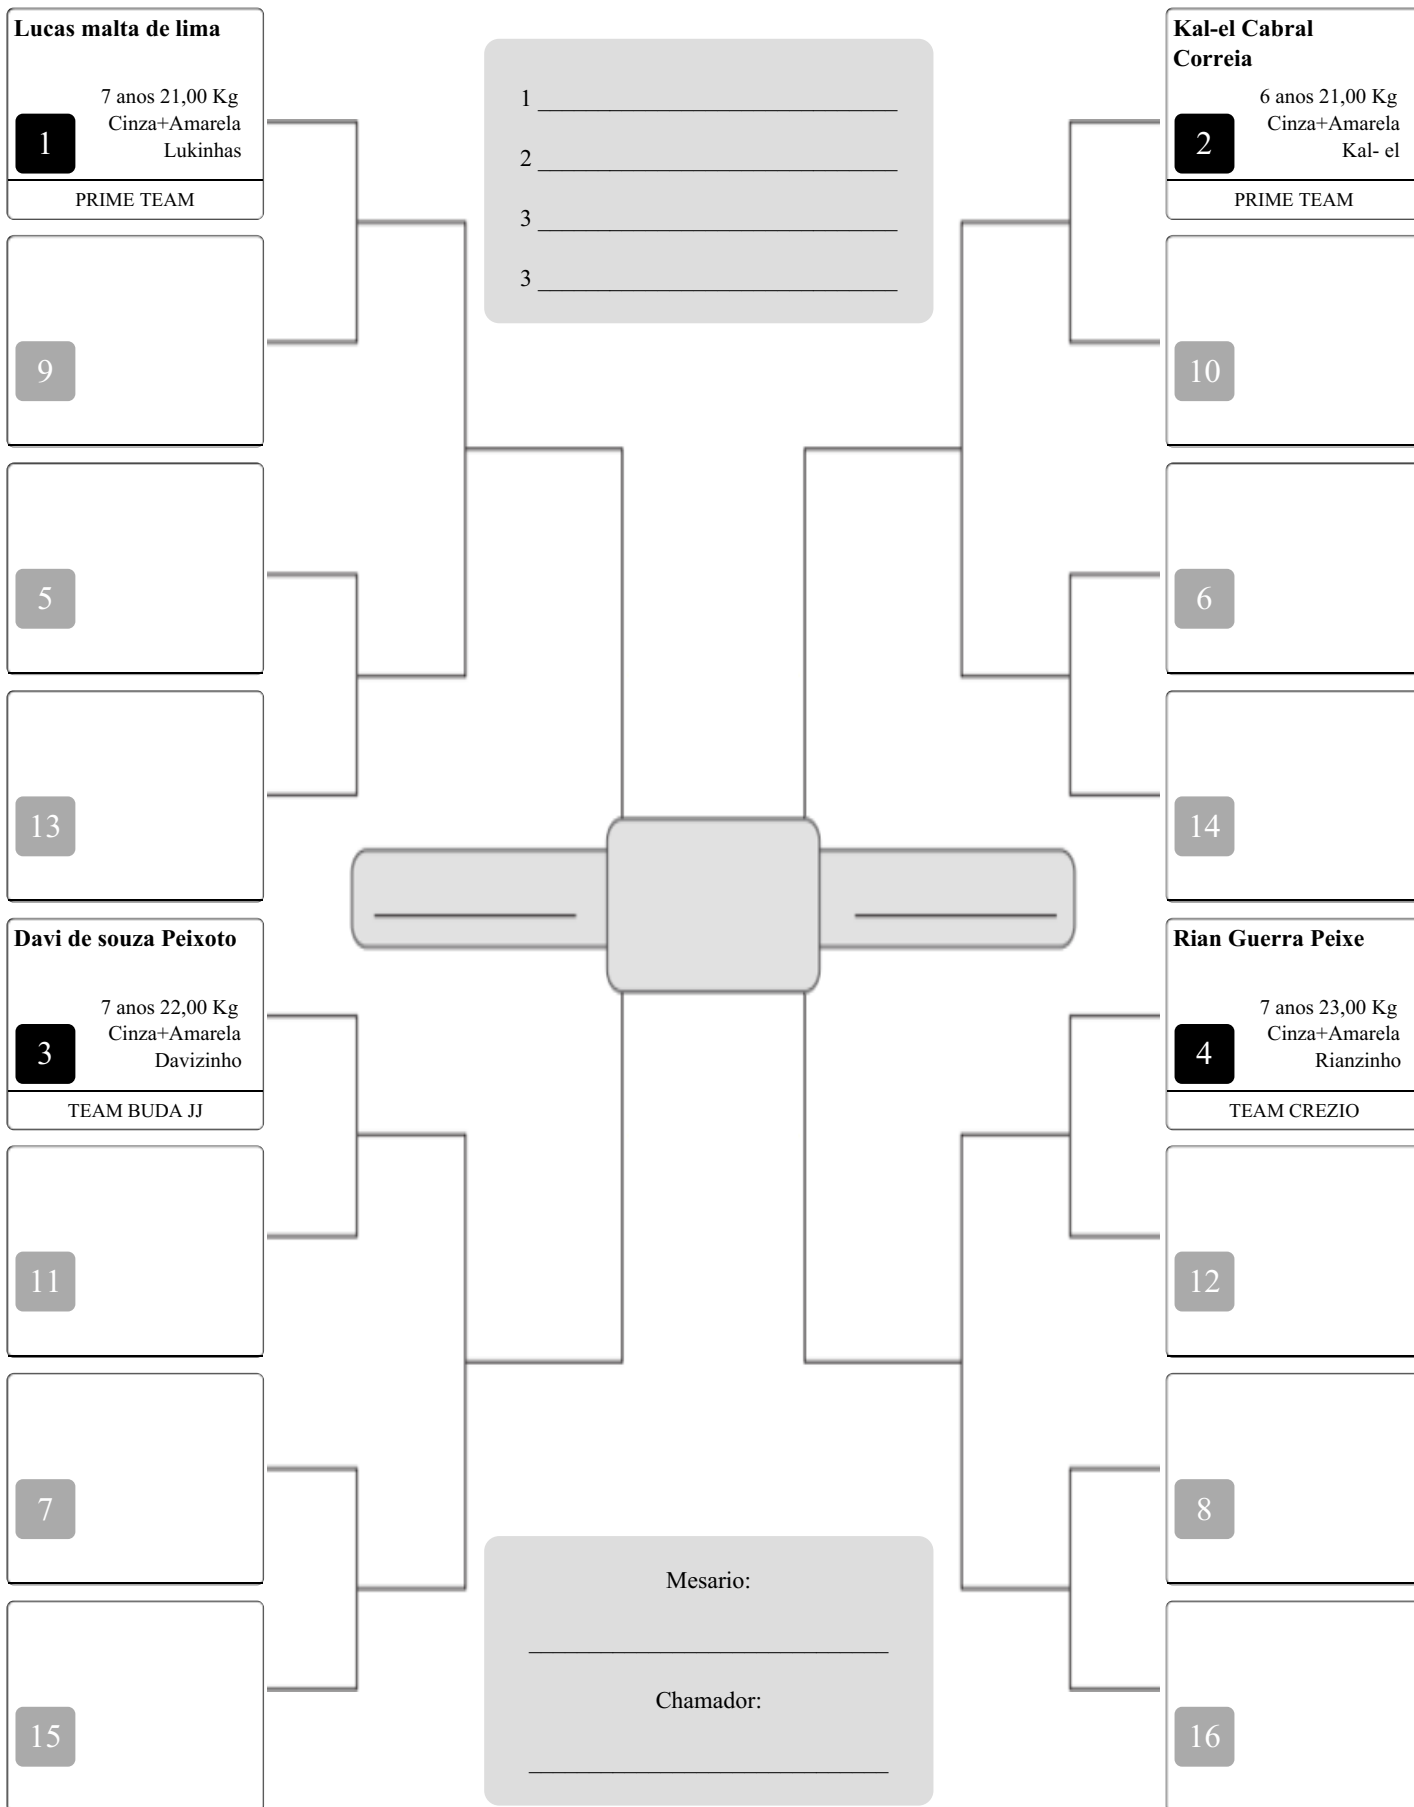 Lucas malta de lima
7 anos 21,00 Kg
Cinza+Amarela
1
Lukinhas
PRIME TEAM
9
5
13
Davi de souza Peixoto
7 anos 22,00 Kg
Cinza+Amarela
3
Davizinho
TEAM BUDA JJ
11
7
15
1
2
3
3
Mesario:
Chamador:
Kal-el Cabral
Correia
6 anos 21,00 Kg
Cinza+Amarela
2
Kal- el
PRIME TEAM
10
6
14
Rian Guerra Peixe
7 anos 23,00 Kg
Cinza+Amarela
4
Rianzinho
TEAM CREZIO
12
8
16